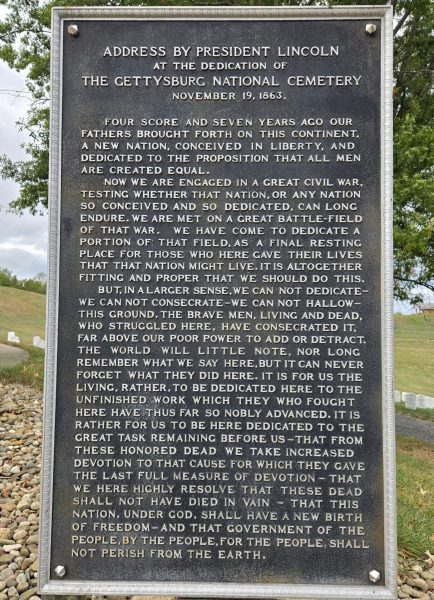 ADDRESS BY PRESIDENT LINCOLN
AT THE DEDICATION OF
THE GETTYSBURG NATIONAL CEMETERY
NOVEMBER 19, 1863.
FOUR SCORE AND SEVEN YEARS AGO OUR
FATHERS BROUGHT FORTH ON THIS CONTINENT,
A NEW NATION, CONCEIVED IN LIBERTY, AND
DEDICATED TO THE PROPOSITION THAT ALL MEN
ARE CREATED EQUAL.
NOW WE ARE ENGAGED IN A GREAT CIVIL WAR,
TESTING WHETHER THAT NATION, OR ANY NATION
SO CONCEIVED AND SO DEDICATED, CAN LONG
ENDURE. WE ARE MET ON A GREAT BATTLE-FIELD
OF THAT WAR. WE HAVE COME TO DEDICATE A
PORTION OF THAT FIELD, AS A FINAL RESTING
PLACE FOR THOSE WHO HERE GAVE THEIR LIVES
THAT THAT NATION MIGHT LIVE. IT IS ALTOGETHER
FITTING AND PROPER THAT WE SHOULD DO THIS.
BUT, IN A LARGER SENSE, WE CAN NOT DEDICATE-
WE CAN NOT CONSECRATE-WE CAN NOT HALLOW-
THIS GROUND. THE BRAVE MEN, LIVING AND DEAD,
WHO STRUGGLED HERE, HAVE CONSECRATED IT,
FAR ABOVE OUR POOR POWER TO ADD OR DETRACT.
THE WORLD WILL LITTLE NOTE, NOR LONG
REMEMBER WHAT WE SAY HERE, BUT IT CAN NEVER
FORGET WHAT THEY DID HERE. IT IS FOR US THE
LIVING, RATHER, TO BE DEDICATED HERE TO THE
UNFINISHED WORK WHICH THEY WHO FOUGHT
HERE HAVE THUS FAR SO NOBLY ADVANCED. IT IS
RATHER FOR US TO BE HERE DEDICATED TO THE
GREAT TASK REMAINING BEFORE US-THAT FROM
THESE HONORED DEAD WE TAKE INCREASED
DEVOTION TO THAT CAUSE FOR WHICH THEY GAVE
THE LAST FULL MEASURE OF DEVOTION - THAT
WE HERE HIGHLY RESOLVE THAT THESE DEAD
SHALL NOT HAVE DIED IN VAIN - THAT THIS
NATION, UNDER GOD, SHALL HAVE A NEW BIRTH
OF FREEDOM-AND THAT GOVERNMENT OF THE
PEOPLE, BY THE PEOPLE, FOR THE PEOPLE, SHALL
NOT PERISH FROM THE EARTH.